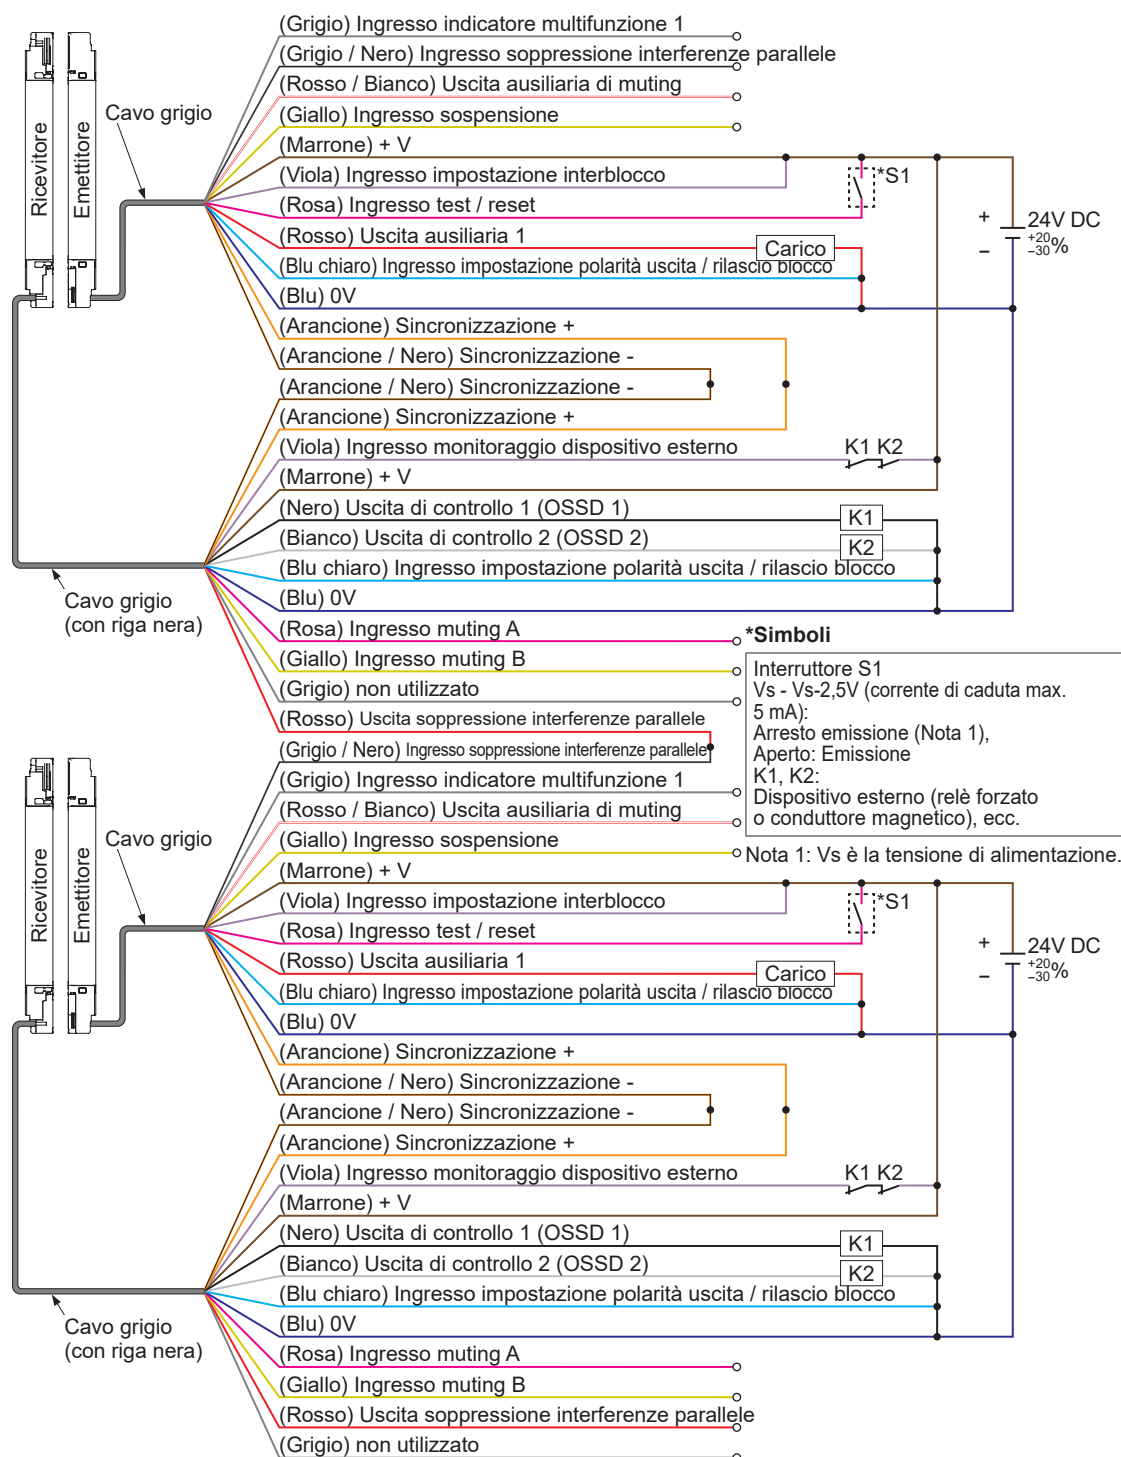 (Grigio) Ingresso indicatore multifunzione 1
(Grigio / Nero) Ingresso soppressione interferenze parallele
(Rosso / Bianco) Uscita ausiliaria di muting
(Giallo) Ingresso sospensione
(Marrone) + V
(Viola) Ingresso impostazione interblocco
(Rosa) Ingresso test / reset
(Rosso) Uscita ausiliaria 1
(Blu chiaro) Ingresso impostazione polarità uscita / rilascio blocco
(Blu) 0V
(Arancione) Sincronizzazione +
(Arancione / Nero) Sincronizzazione -
(Arancione / Nero) Sincronizzazione -
(Arancione) Sincronizzazione +
(Viola) Ingresso monitoraggio dispositivo esterno
(Marrone) + V
(Nero) Uscita di controllo 1 (OSSD 1)
(Bianco) Uscita di controllo 2 (OSSD 2)
(Blu chiaro) Ingresso impostazione polarità uscita / rilascio blocco
(Blu) 0V
(Rosa) Ingresso muting A
(Giallo) Ingresso muting B
(Grigio) non utilizzato
(Rosso) Uscita soppressione interferenze parallele
Ricevitore
Emettitore
Cavo grigio
Cavo grigio
(con riga nera)
*S1
Carico
+
−
24V DC
+20
−30%
K1 K2
K1
K2
*Simboli
Interruttore S1
Vs - Vs-2,5V (corrente di caduta max.
5 mA):
Arresto emissione (Nota 1),
Aperto: Emissione
K1, K2:
Dispositivo esterno (relè forzato
o conduttore magnetico), ecc.
Nota 1: Vs è la tensione di alimentazione.
(Grigio / Nero) Ingresso soppressione interferenze parallele
(Grigio) Ingresso indicatore multifunzione 1
(Rosso / Bianco) Uscita ausiliaria di muting
(Giallo) Ingresso sospensione
(Marrone) + V
(Viola) Ingresso impostazione interblocco
(Rosa) Ingresso test / reset
(Rosso) Uscita ausiliaria 1
(Blu chiaro) Ingresso impostazione polarità uscita / rilascio blocco
(Blu) 0V
(Arancione) Sincronizzazione +
(Arancione / Nero) Sincronizzazione -
(Arancione / Nero) Sincronizzazione -
(Arancione) Sincronizzazione +
(Viola) Ingresso monitoraggio dispositivo esterno
(Marrone) + V
(Nero) Uscita di controllo 1 (OSSD 1)
(Bianco) Uscita di controllo 2 (OSSD 2)
(Blu chiaro) Ingresso impostazione polarità uscita / rilascio blocco
(Blu) 0V
(Rosa) Ingresso muting A
(Giallo) Ingresso muting B
(Rosso) Uscita soppressione interferenze parallele
(Grigio) non utilizzato
Ricevitore
Emettitore
Cavo grigio
Cavo grigio
(con riga nera)
*S1
Carico
+
−
24V DC
+20
−30%
K1 K2
K1
K2